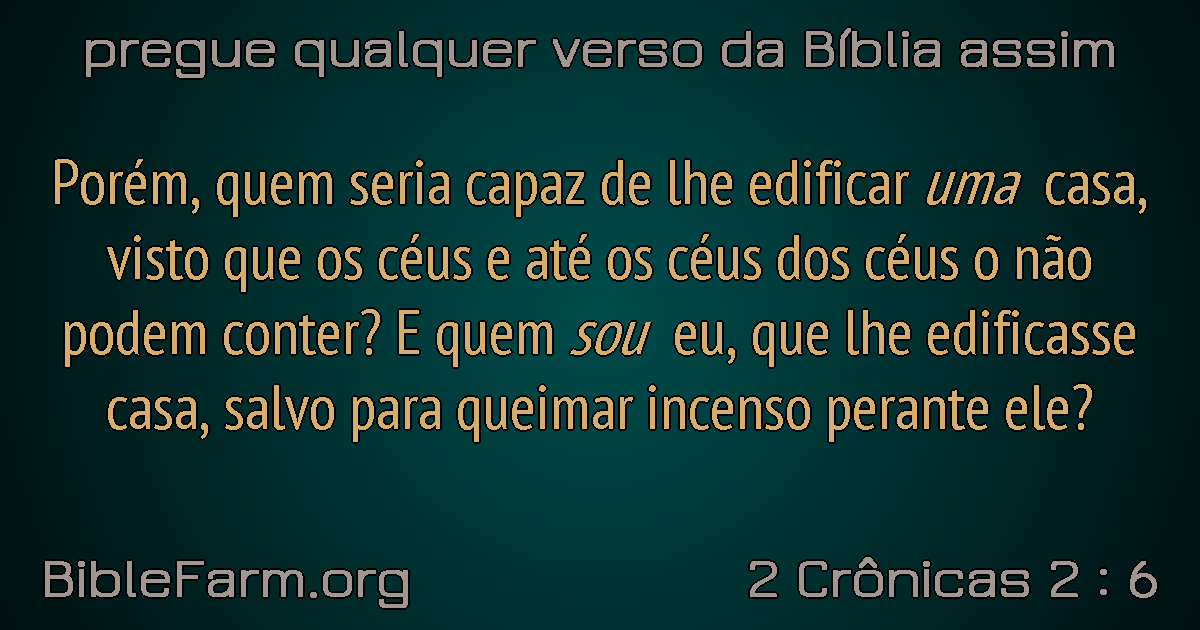 pregue qualquer verso da Bíblia assim
Porém, quem seria capaz de lhe edificar uma casa,
visto que os céus e até os céus dos céus o não
podem conter? E quem sou eu, que lhe edificasse
casa, salvo para queimar incenso perante ele?
BibleFarm.org
2 Crônicas 2 : 6